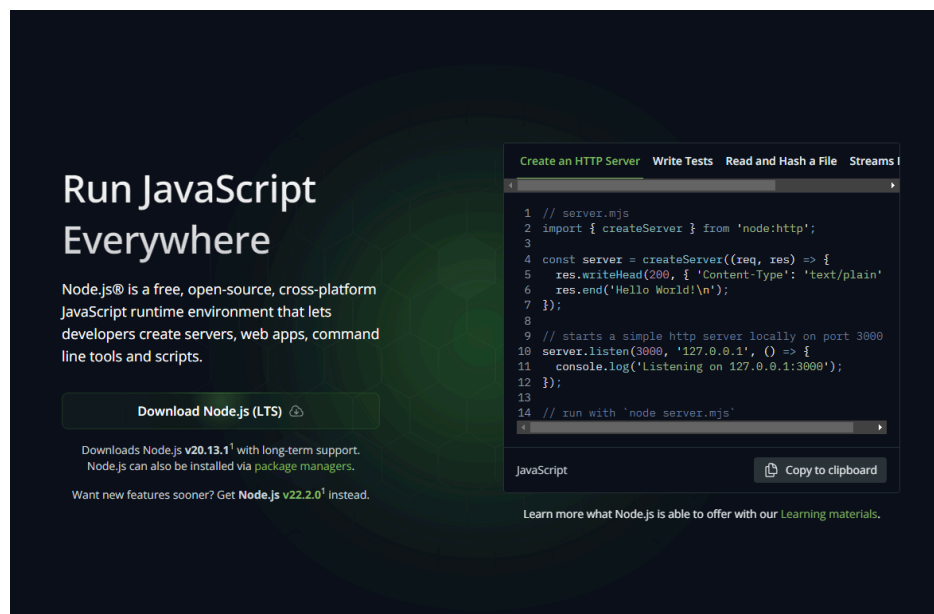 Run JavaScript
Everywhere
Node.js® is a free, open-source, cross-platform
JavaScript runtime environment that lets
developers create servers, web apps, command
line tools and scripts.
Download Node.js (LTS)
Downloads Node.js v20.13.1¹ with long-term support.
Node.js can also be installed via package managers.
Want new features sooner? Get Node.js v22.2.0¹ instead.
Create an HTTP Server Write Tests Read and Hash a File Streams
1 // server.mjs
2 import { createServer } from 'node:http';
3
4 const server = createServer((req, res) => {
5   res.writeHead(200, { 'Content-Type': 'text/plain'
6   res.end('Hello World!\n');
7 });
8
9 // starts a simple http server locally on port 3000
10 server.listen(3000, '127.0.0.1', () => {
11   console.log('Listening on 127.0.0.1:3000');
12 });
13
14 // run with `node server.mjs`
JavaScript
Copy to clipboard
Learn more what Node.js is able to offer with our Learning materials.